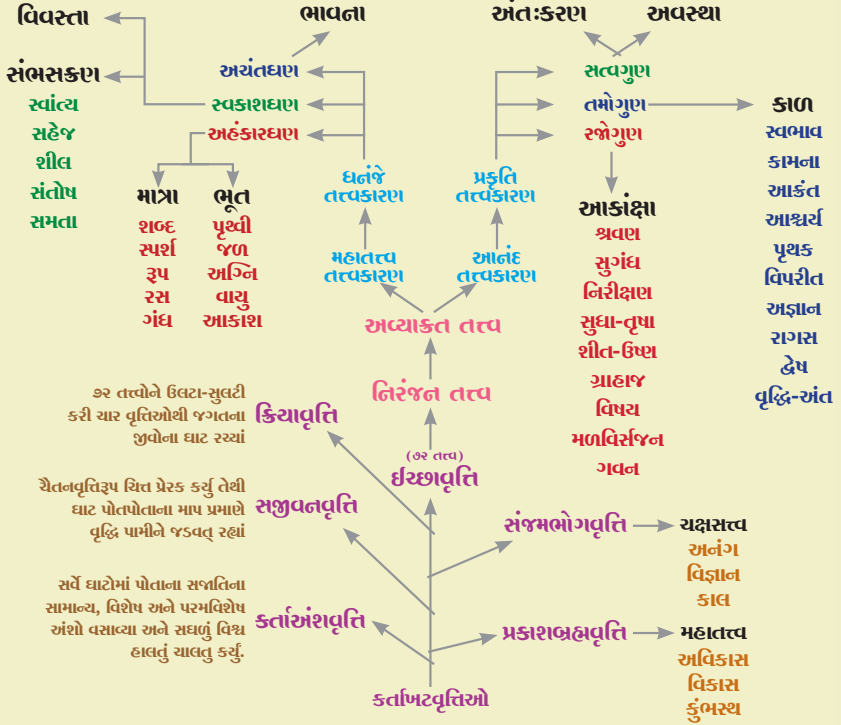 વિવસ્તા
ભાવના
અંતઃકરણ
અવસ્થા
સંભસક્રણ
સ્વાંત્ય
સહેજ
શીલ
સંતોષ
સમતા
અચંતઘણ
સ્વકાશઘણ
અહંકારઘણ
માત્રા
શબ્દ
સ્પર્શ
રૂપ
રસ
ગંધ
ભૂત
પૃથ્વી
જળ
અગ્નિ
વાયુ
આકાશ
ધનંજે
તત્ત્વકારણ
મહાતત્ત્વ
તત્ત્વકારણ
પ્રકૃતિ
તત્ત્વકારણ
આનંદ
તત્ત્વકારણ
સત્વગુણ
તમોગુણ
રજોગુણ
આકાંક્ષા
શ્રવણ
સુગંધ
નિરીક્ષણ
સુધા-તૃષા
શીત-ઉષ્ણ
ગ્રાહાજ
વિષય
મળવિર્સજન
ગવન
કાળ
સ્વભાવ
કામના
આક્રંત
આશ્ચર્ય
પૃથક
વિપરીત
અજ્ઞાન
રાગસ
દ્વેષ
વૃદ્ધિ-અંત
અવ્યાક્રત તત્ત્વ
નિરંજન તત્ત્વ
(૭૨ તત્ત્વ)
ઈચ્છાવૃત્તિ
૭૨ તત્ત્વોને ઉલટા-સુલટી
કરી ચાર વૃત્તિઓથી જગતના
જીવોના ઘાટ રચ્યાં
ક્રિયાવૃત્તિ
ચૈતનવૃત્તિરૂપ ચિત્ત પ્રેરક કર્યુ તેથી
ઘાટ પોતપોતાના માપ પ્રમાણે
વૃદ્ધિ પામીને જડવત્ રહ્યાં
સજીવનવૃત્તિ
સર્વે ઘાટોમાં પોતાના સજાતિના
સામાન્ય, વિશેષ અને પરમવિશેષ
અંશો વસાવ્યા અને સઘળું વિશ્વ
હાલતું ચાલતુ કર્યું.
કર્તાઅંશવૃત્તિ
સંજમભોગવૃત્તિ
ચક્ષસત્ત્વ
અનંગ
વિજ્ઞાન
કાલ
પ્રકાશબ્રહ્મવૃત્તિ
મહાતત્ત્વ
અવિકાસ
વિકાસ
કુંભસ્થ
કર્તાખટવૃત્તિઓ